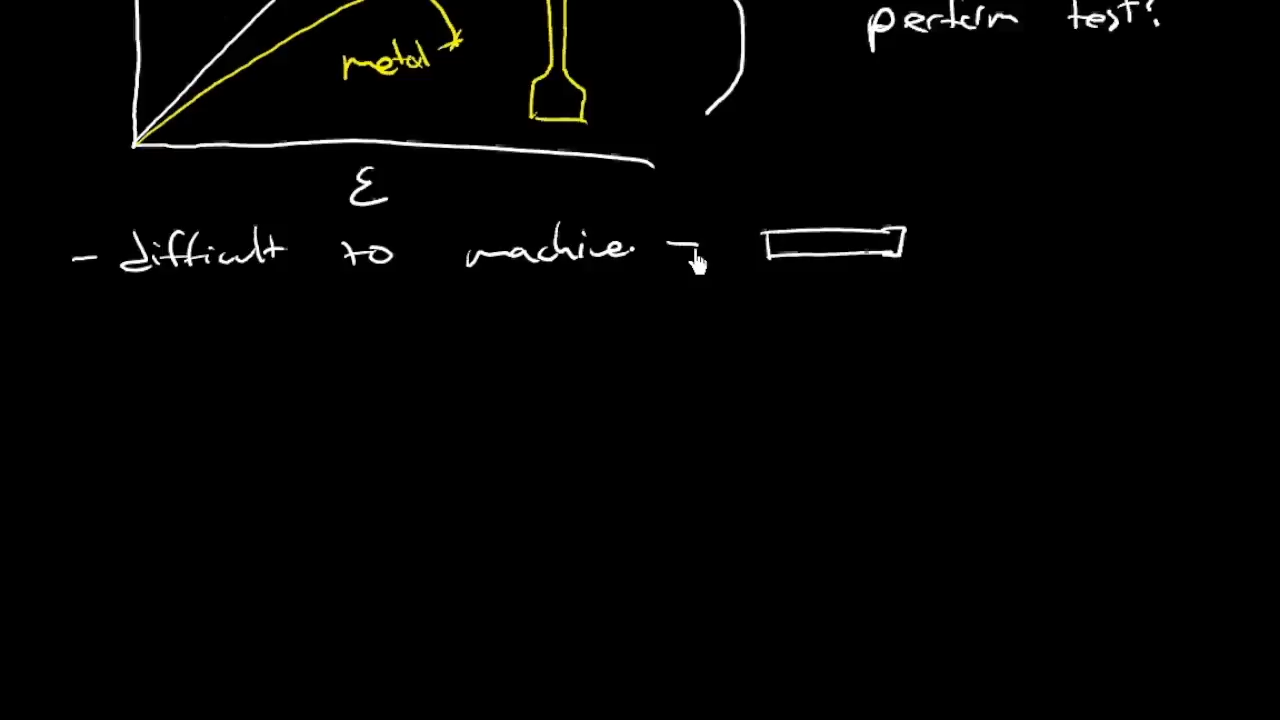 perform test?
metal
ε
- difficult to machine -